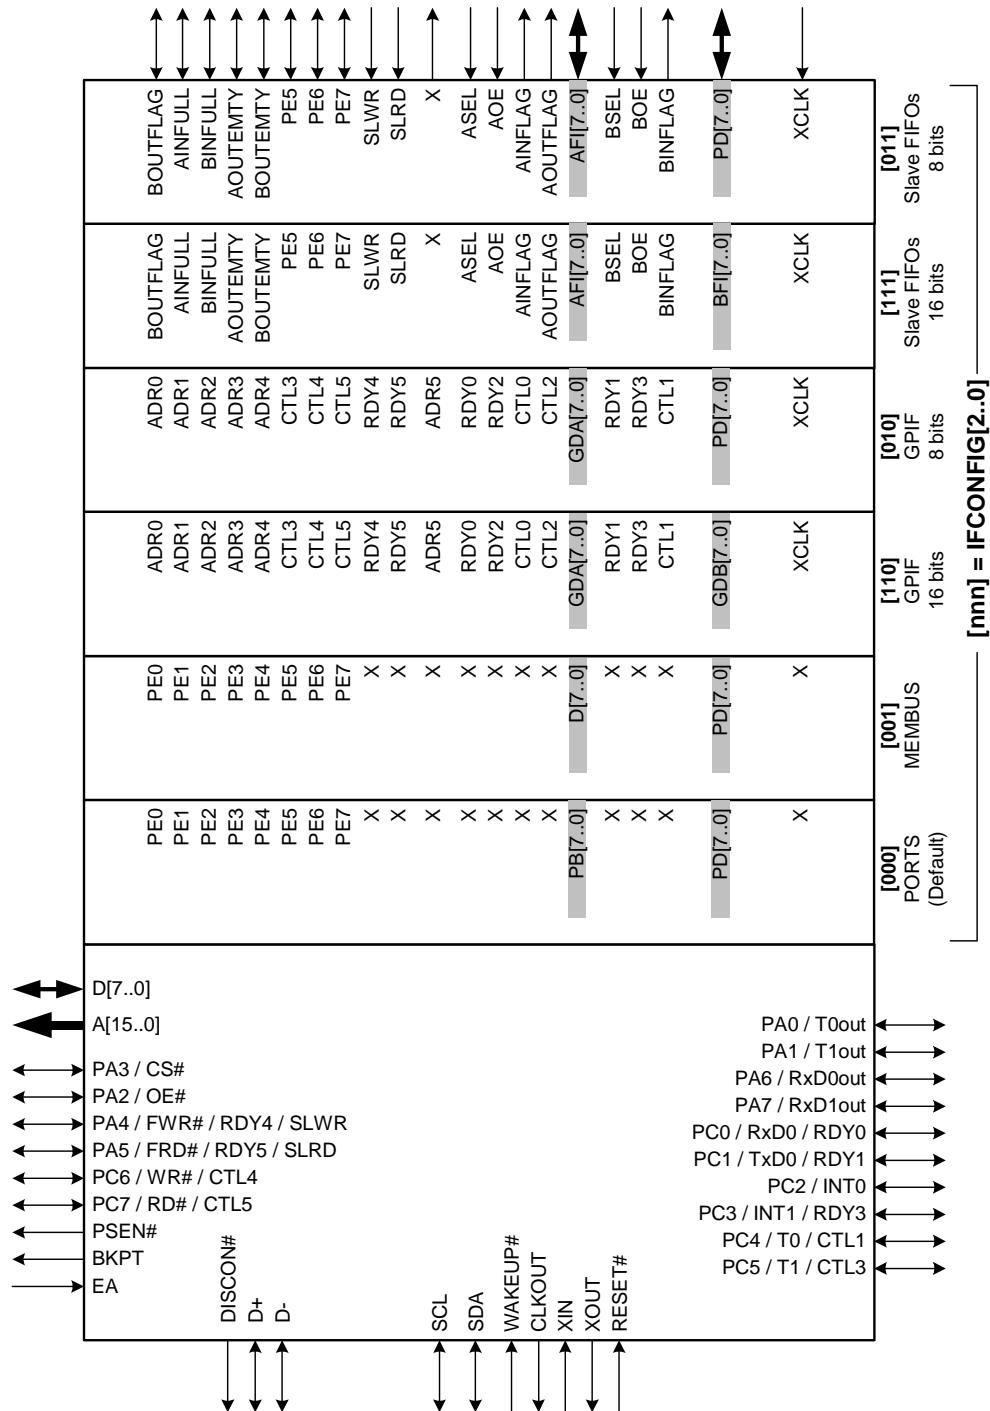 BOUTFLAG
AINFULL
BINFULL
AOUTEMTY
BOUTEMTY
PE5
PE6
PE7
SLWR
SLRD
X
ASEL
AOE
AINFLAG
AOUTFLAG
AFI[7..0]
BSEL
BOE
BINFLAG
PD[7..0]
XCLK
[011]
Slave FIFOs
8 bits
BOUTFLAG
AINFULL
BINFULL
AOUTEMTY
BOUTEMTY
PE5
PE6
PE7
SLWR
SLRD
X
ASEL
AOE
AINFLAG
AOUTFLAG
AFI[7..0]
BSEL
BOE
BINFLAG
BFI[7..0]
XCLK
[111]
Slave FIFOs
16 bits
ADR0
ADR1
ADR2
ADR3
ADR4
CTL3
CTL4
CTL5
RDY4
RDY5
ADR5
RDY0
RDY2
CTL0
CTL2
GDA[7..0]
RDY1
RDY3
CTL1
PD[7..0]
XCLK
[010]
GPIF
8 bits
ADR0
ADR1
ADR2
ADR3
ADR4
CTL3
CTL4
CTL5
RDY4
RDY5
ADR5
RDY0
RDY2
CTL0
CTL2
GDA[7..0]
RDY1
RDY3
CTL1
GDB[7..0]
XCLK
[110]
GPIF
16 bits
PE0
PE1
PE2
PE3
PE4
PE5
PE6
PE7
X
X
X
X
X
X
X
D[7..0]
X
X
X
PD[7..0]
X
[001]
MEMBUS
PE0
PE1
PE2
PE3
PE4
PE5
PE6
PE7
X
X
X
X
X
X
X
PB[7..0]
X
X
X
PD[7..0]
X
[000]
PORTS
(Default)
[nnn] = IFCONFIG[2..0]
D[7..0]
A[15..0]
PA3 / CS#
PA2 / OE#
PA4 / FWR# / RDY4 / SLWR
PA5 / FRD# / RDY5 / SLRD
PC6 / WR# / CTL4
PC7 / RD# / CTL5
PSEN#
BKPT
EA
PA0 / T0out
PA1 / T1out
PA6 / RxD0out
PA7 / RxD1out
PC0 / RxD0 / RDY0
PC1 / TxD0 / RDY1
PC2 / INT0
PC3 / INT1 / RDY3
PC4 / T0 / CTL1
PC5 / T1 / CTL3
DISCON#
D+
D-
SCL
SDA
WAKEUP#
CLKOUT
XIN
XOUT
RESET#